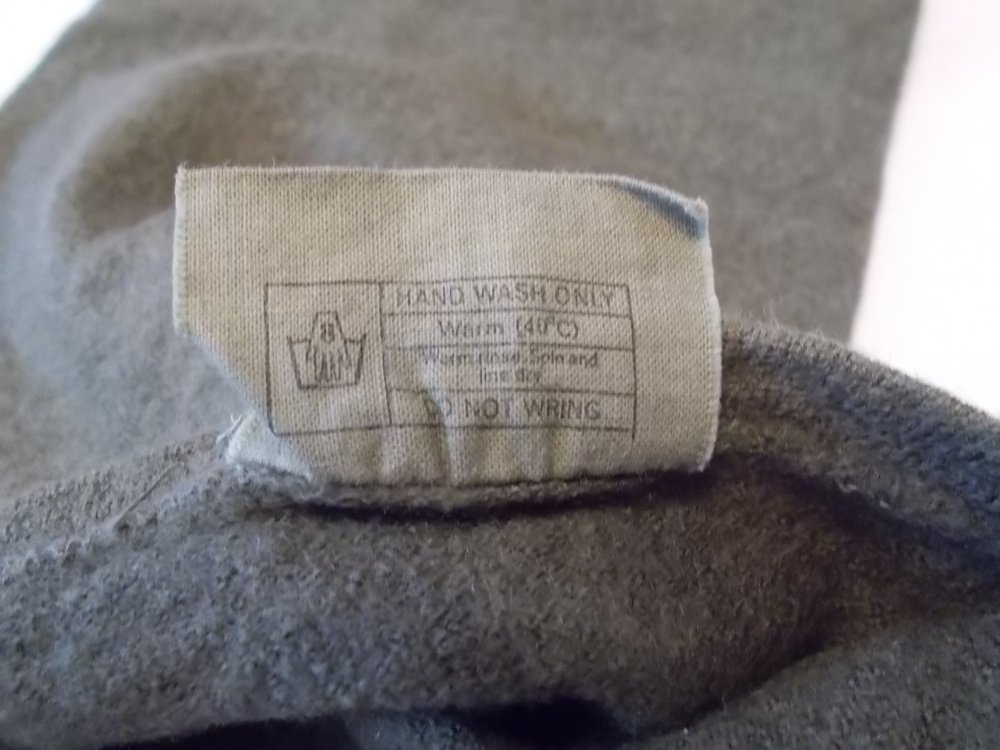 8
HAND WASH ONLY
Warm (40°C)
Warm rinse. Spin and
line dry
DO NOT WRING